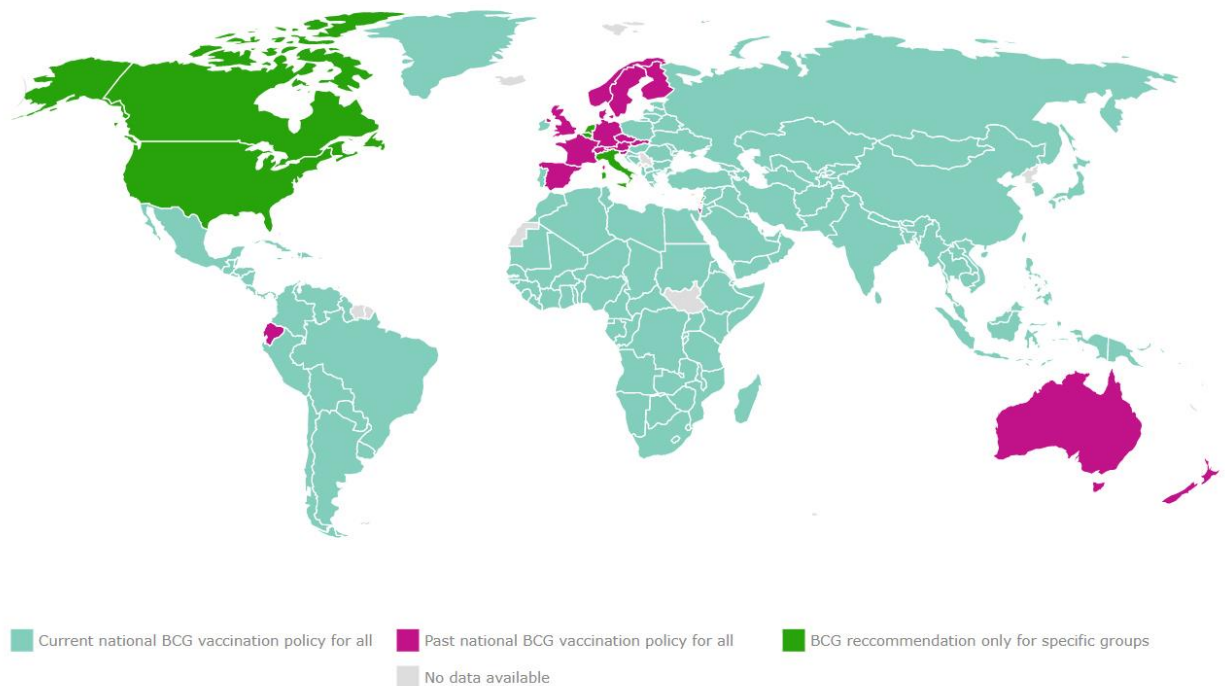 Current national BCG vaccination policy for all
Past national BCG vaccination policy for all
BCG reccommendation only for specific groups
No data available